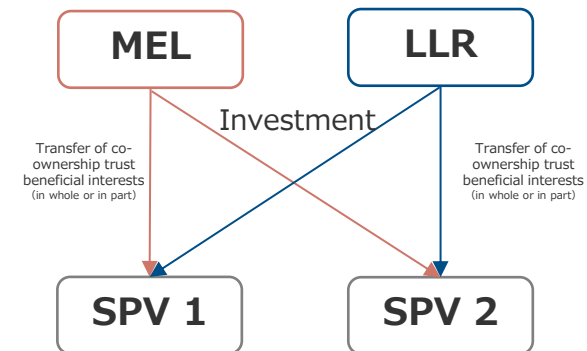 MEL
LLR
Investment
Transfer of co-
ownership trust
beneficial interests
(in whole or in part)
Transfer of co-
ownership trust
beneficial interests
(in whole or in part)
SPV 1
SPV 2